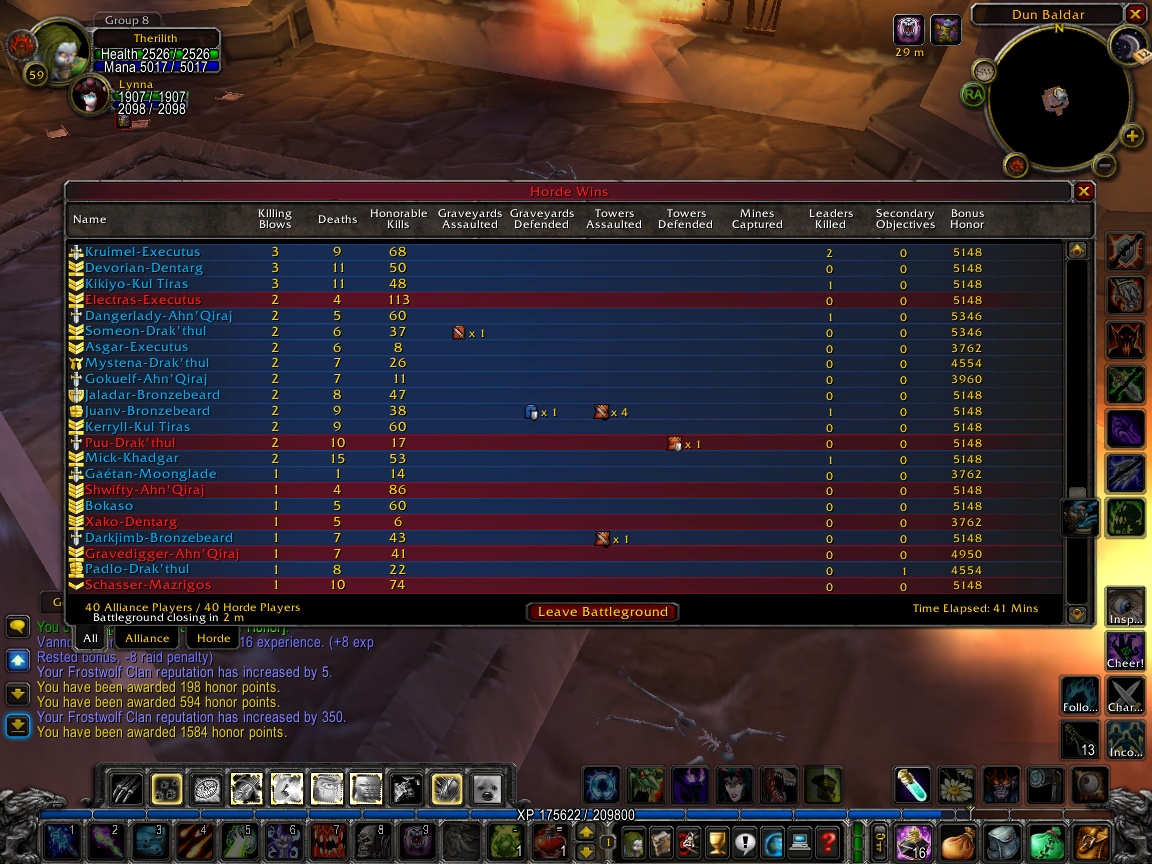 Group 8
Therilith
Health 2526 / 2526
Mana 5017 / 5017
59
Lynna
1907 / 1907
2098 / 2098
29 m
Dun Baldar
N
SW
RA
Horde Wins
Name Killing Blows Deaths Honorable Kills Graveyards Assaulted Graveyards Defended Towers Assaulted Towers Defended Mines Captured Leaders Killed Secondary Objectives Bonus Honor
Kruimel-Executus 3 9 68 2 0 5148
Devorian-Dentarg 3 11 50 0 0 5148
Kikiyo-Kul Tiras 3 11 48 1 0 5148
Electras-Executus 2 4 113 0 0 5148
Dangerlady-Ahn'Qiraj 2 5 60 1 0 5346
Someon-Drak'thul 2 6 37 x 1 0 0 5346
Asgar-Executus 2 6 8 0 0 3762
Mystena-Drak'thul 2 7 26 0 0 4554
Gokuelf-Ahn'Qiraj 2 7 11 0 0 3960
Jaladar-Bronzebeard 2 8 47 0 0 5148
Juanv-Bronzebeard 2 9 38 x 1 x 4 1 0 5148
Kerryll-Kul Tiras 2 9 60 0 0 5148
Puu-Drak'thul 2 10 17 x 1 0 0 5148
Mick-Khadgar 2 15 53 1 0 5148
Gaétan-Moonglade 1 1 14 0 0 3762
Shwifty-Ahn'Qiraj 1 4 86 0 0 5148
Bokaso 1 5 60 0 0 5148
Xako-Dentarg 1 5 6 0 0 3762
Darkjimb-Bronzebeard 1 7 43 x 1 0 0 5148
Gravedigger-Ahn'Qiraj 1 7 41 0 0 4950
Padlo-Drak'thul 1 8 22 0 1 4554
Schasser-Mazrigos 1 10 74 0 0 5148
40 Alliance Players / 40 Horde Players
Battleground closing in 2 m
Leave Battleground
Time Elapsed: 41 Mins
All Alliance Horde
16 experience. (+8 exp
Rested bonus, -8 raid penalty)
Your Frostwolf Clan reputation has increased by 5.
You have been awarded 198 honor points.
You have been awarded 594 honor points.
Your Frostwolf Clan reputation has increased by 350.
You have been awarded 1584 honor points.
Insp...
Cheer!
Follo... Char...
13 Inco...
XP 175622 / 209800
1 2 3 4 5 6 7 8 9 1 1 1 16